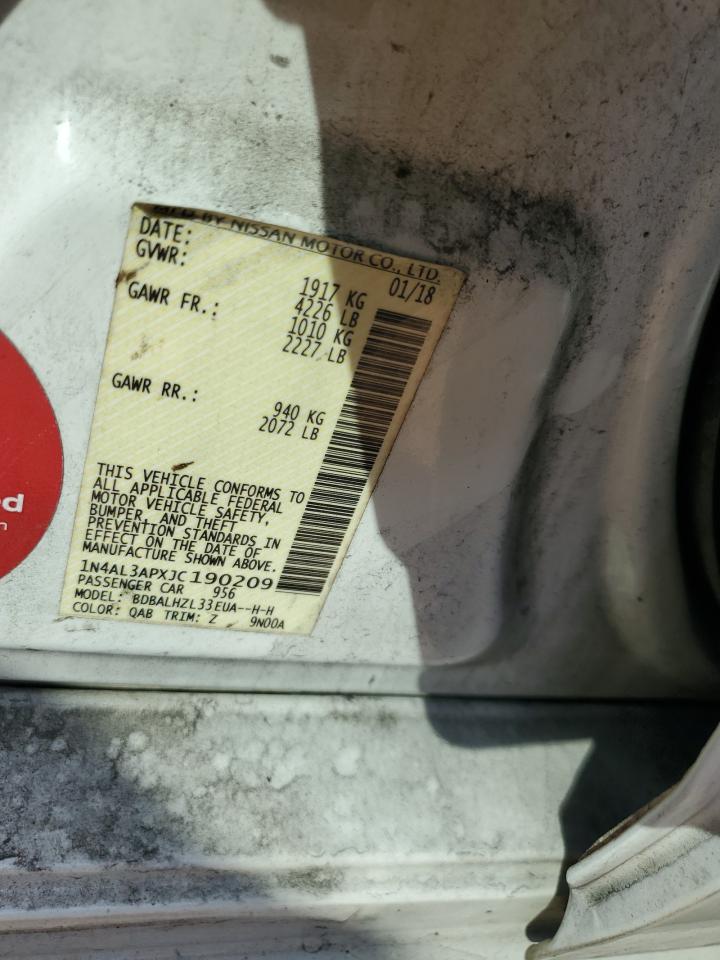 MFD BY NISSAN MOTOR CO., LTD.
DATE: 01/18
GVWR: 1917 KG
4226 LB
GAWR FR.: 1010 KG
2227 LB
GAWR RR.: 940 KG
2072 LB
THIS VEHICLE CONFORMS TO
ALL APPLICABLE FEDERAL
MOTOR VEHICLE SAFETY,
BUMPER, AND THEFT
PREVENTION STANDARDS IN
EFFECT ON THE DATE OF
MANUFACTURE SHOWN ABOVE.
1N4AL3APXJC190209
PASSENGER CAR 956
MODEL: BDBALHZL33EUA--H-H
COLOR: QAB TRIM: Z 9N00A